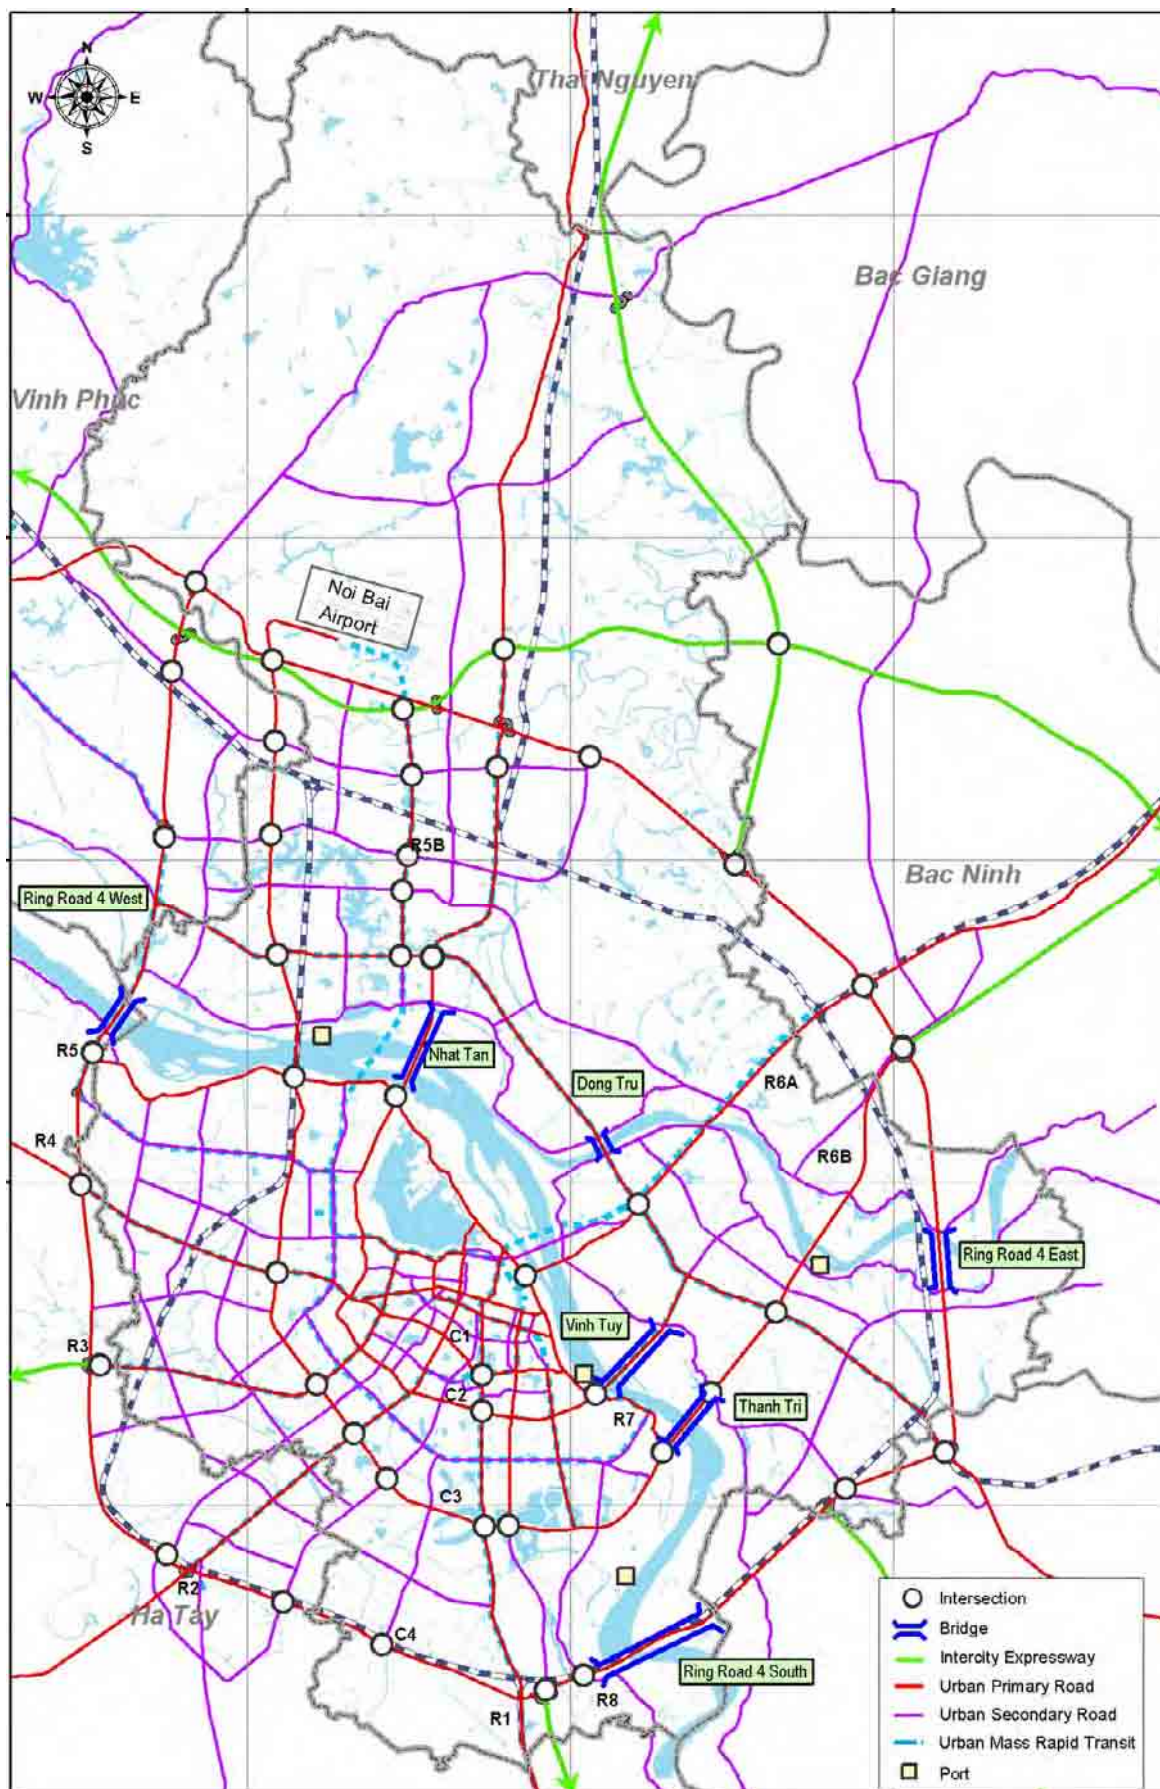 N
W
E
S
Thai Nguyen
Bac Giang
Vinh Phuc
Noi Bai
Airport
R5B
Bac Ninh
Ring Road 4 West
R5
Nhat Tan
Dong Tru
R6A
R4
R6B
Ring Road 4 East
Vinh Tuy
C1
R3
C2
R7
Thanh Tri
C3
R2
Ha Tay
C4
Ring Road 4 South
R8
R1
Intersection
Bridge
Intercity Expressway
Urban Primary Road
Urban Secondary Road
Urban Mass Rapid Transit
Port